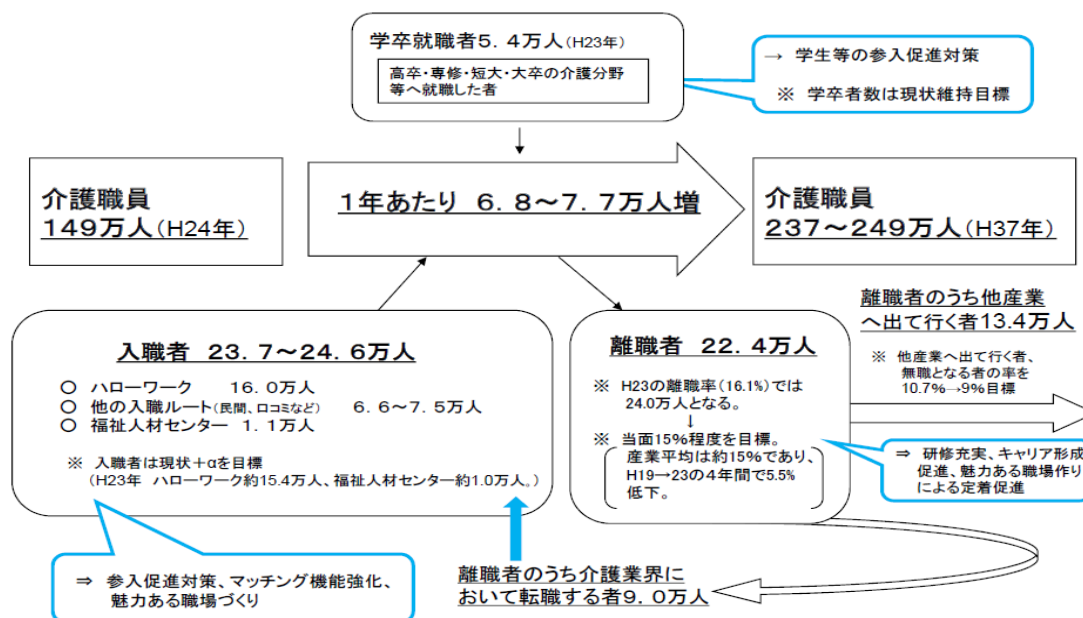 学卒就職者5．4万人（H23年）
高卒・専修・短大・大卒の介護分野
等へ就職した者
→ 学生等の参入促進対策
※ 学卒者数は現状維持目標
介護職員
149万人（H24年）
1年あたり 6．8～7．7万人増
介護職員
237～249万人（H37年）
入職者 23．7～24．6万人
○ ハローワーク 16．0万人
○ 他の入職ルート（民間、口コミなど） 6．6～7．5万人
○ 福祉人材センター 1．1万人
※ 入職者は現状＋αを目標
（H23年 ハローワーク約15.4万人、福祉人材センター約1.0万人。）
⇒ 参入促進対策、マッチング機能強化、
魅力ある職場づくり
離職者 22．4万人
※ H23の離職率（16.1%）では
24.0万人となる。
↓
※ 当面15%程度を目標。
産業平均は約15%であり、
H19→23の4年間で5.5%
低下。
離職者のうち他産業
へ出て行く者13.4万人
※ 他産業へ出て行く者、
無職となる者の率を
10.7%→9%目標
⇒ 研修充実、キャリア形成
促進、魅力ある職場作り
による定着促進
離職者のうち介護業界に
おいて転職する者9．0万人